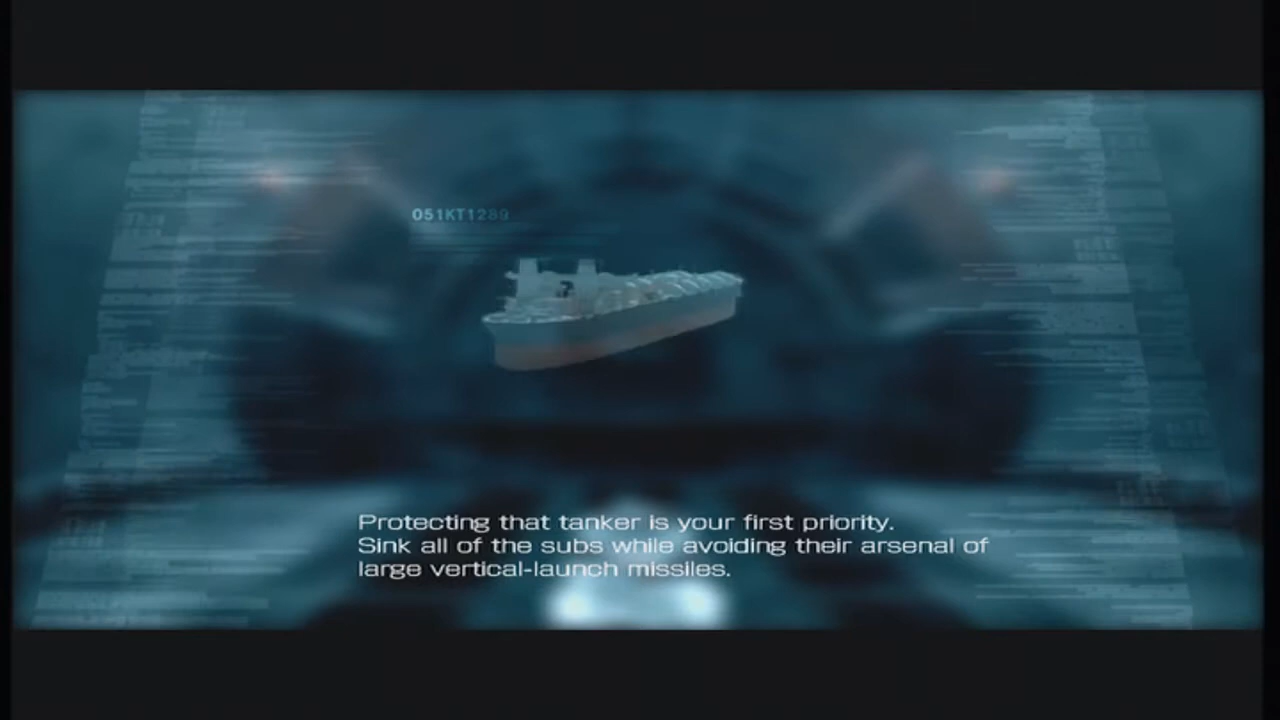 051KT1289
Protecting that tanker is your first priority.
Sink all of the subs while avoiding their arsenal of
large vertical-launch missiles.